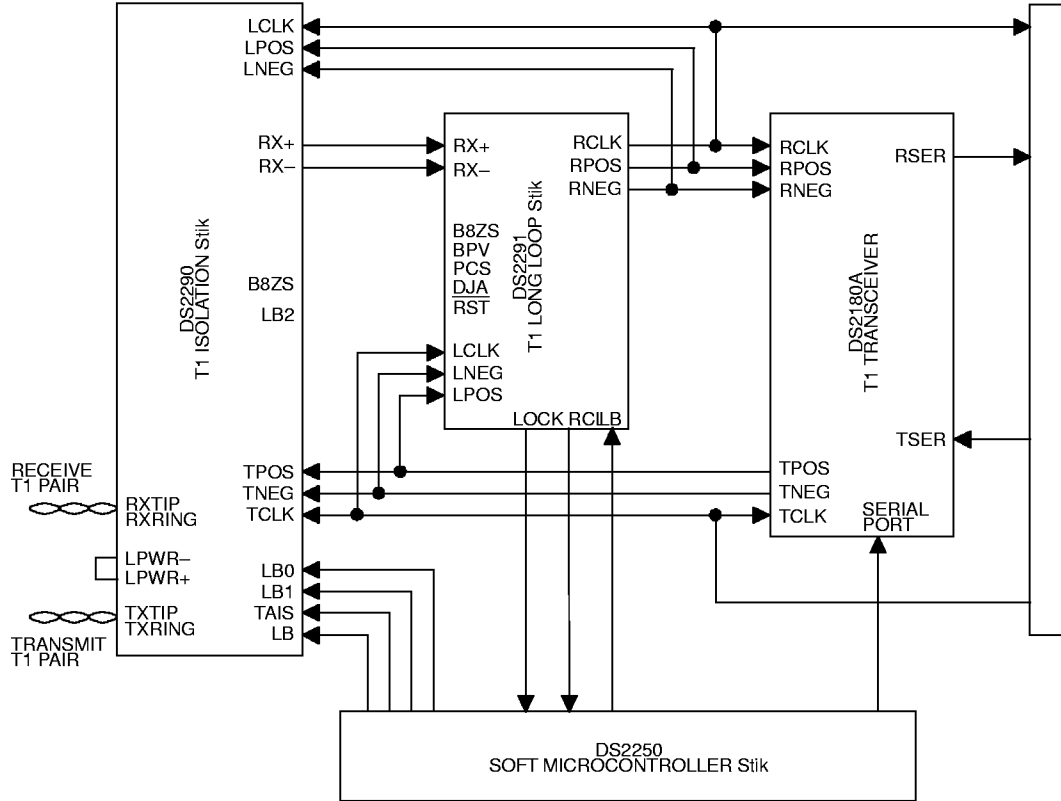 LCLK
LPOS
LNEG
RX+
RX–
B8ZS
LB2
TPOS
TNEG
TCLK
LB0
LB1
TAIS
LB
DS2290
T1 ISOLATION Stik
RECEIVE
T1 PAIR
RXTIP
RXRING
LPWR–
LPWR+
TXTIP
TXRING
TRANSMIT
T1 PAIR
RX+
RX–
B8ZS
BPV
PCS
DJA
RST
LCLK
LNEG
LPOS
DS2291
T1 LONG LOOP Stik
RCLK
RPOS
RNEG
LOCK RCLLB
RCLK
RPOS
RNEG
RSER
DS2180A
T1 TRANSCEIVER
TSER
TPOS
TNEG
TCLK
SERIAL
PORT
DS2250
SOFT MICROCONTROLLER Stik